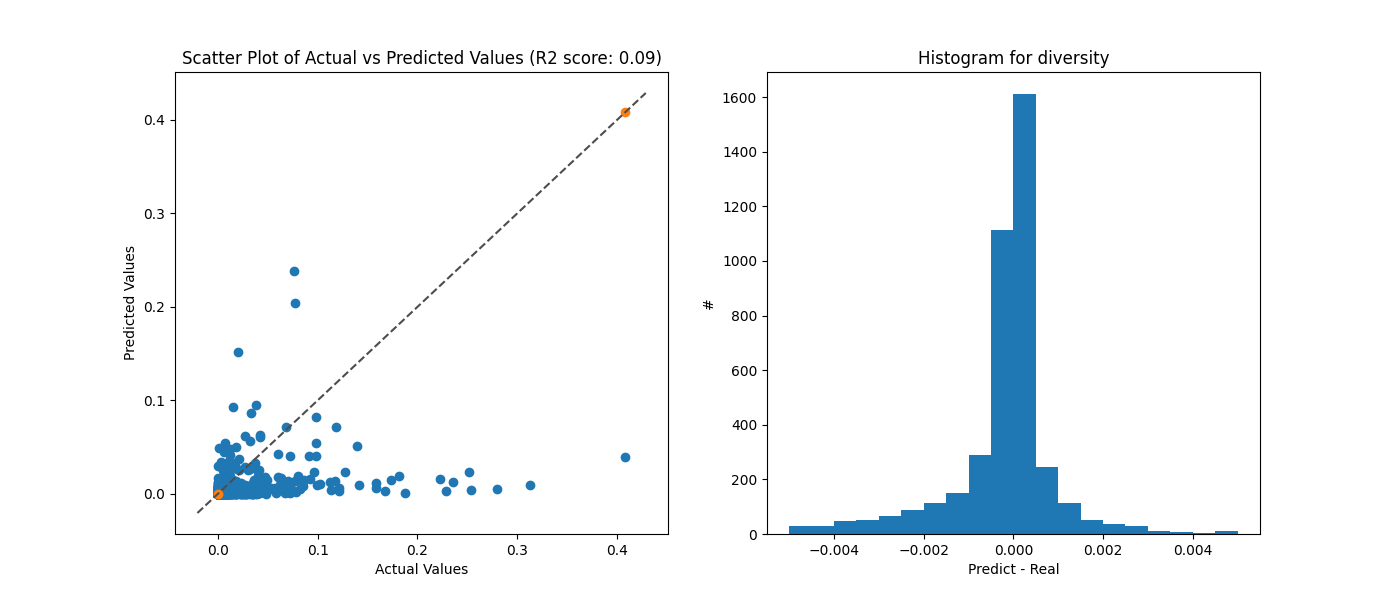 Scatter Plot of Actual vs Predicted Values (R2 score: 0.09)
0.4
0.3
0.2
0.1
0.0
Predicted Values
0.0 0.1 0.2 0.3 0.4
Actual Values
Histogram for diversity
1600
1400
1200
1000
800
600
400
200
0
#
−0.004 −0.002 0.000 0.002 0.004
Predict - Real